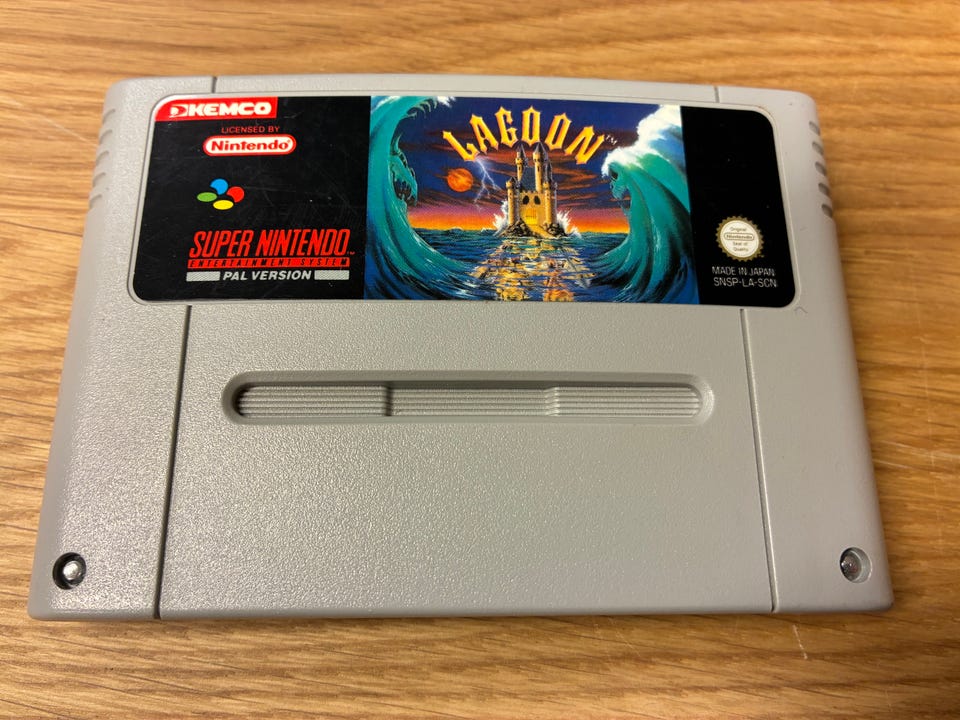 KEMCO
LICENSED BY
Nintendo
SUPER NINTENDO
ENTERTAINMENT SYSTEM
PAL VERSION
LAGOON™
Original
Nintendo
Seal of
Quality
MADE IN JAPAN
SNSP-LA-SCN